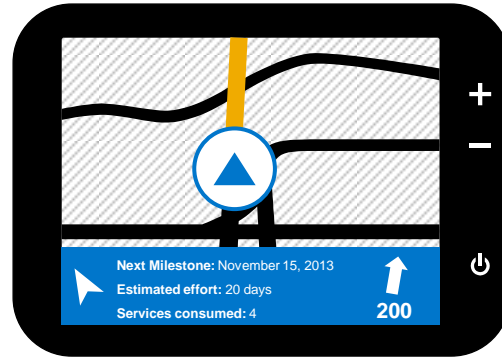 Next Milestone: November 15, 2013
Estimated effort: 20 days
Services consumed: 4
200